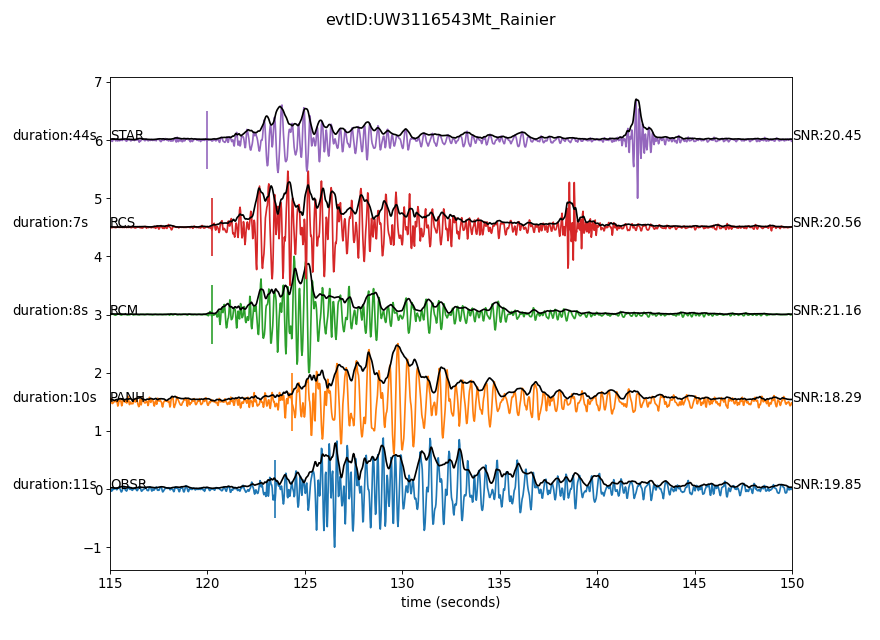 evtID:UW3116543Mt_Rainier
7
duration:44s 6 STAR SNR:20.45
5
duration:7s RCS SNR:20.56
4
duration:8s 3 RCM SNR:21.16
2
duration:10s PANH SNR:18.29
1
duration:11s 0 OBSR SNR:19.85
−1
115 120 125 130 135 140 145 150
time (seconds)